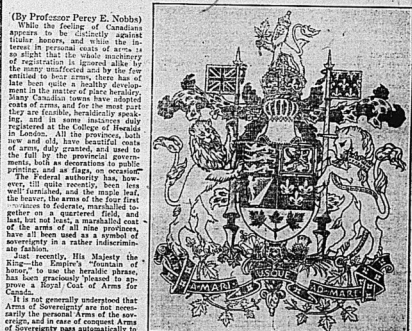 (By Professor Percy E. Nobbs)
While the feeling of Canadians
appears to be distinctly against
titular honors, and while the in-
terest in personal coats of arms is
so slight that the whole machinery
of registration is ignored alike by
the many unaffected and by the few
entitled to bear arms, there has of
late been quite a healthy develop-
ment in the matter of place heraldry.
Many Canadian towns have adopted
coats of arms, and for the most part
they are feasible, heraldically speak-
ing, and in some instances duly
registered at the College of Heralds
in London. All the provinces, both
new and old, have beautiful coats
of arms, duly granted, and used to
the full by the provincial govern-
ments, both as decorations to public
printing, and as flags, on occasion.
The Federal authority has, how-
ever, till quite recently, been less
well furnished, and the maple leaf,
the beaver, the arms of the four first
provinces to federate, marshalled to-
gether on a quartered field, and
last, but not least, a marshalled coat
of the arms of all nine provinces,
have all been used as a symbol of
sovereignty in a rather indiscrimin-
ate fashion.
Just recently, His Majesty the
King—the Empire's "fountain of
honor," to use the heraldic phrase,
has been graciously pleased to ap-
prove a Royal Coat of Arms for
Canada.
It is not generally understood that
Arms of Sovereignty are not neces-
sarily the personal Arms of the sov-
ereign, and in case of conquest Arms
of Sovereignty pass automatically to
A·MARI
AD·MARE